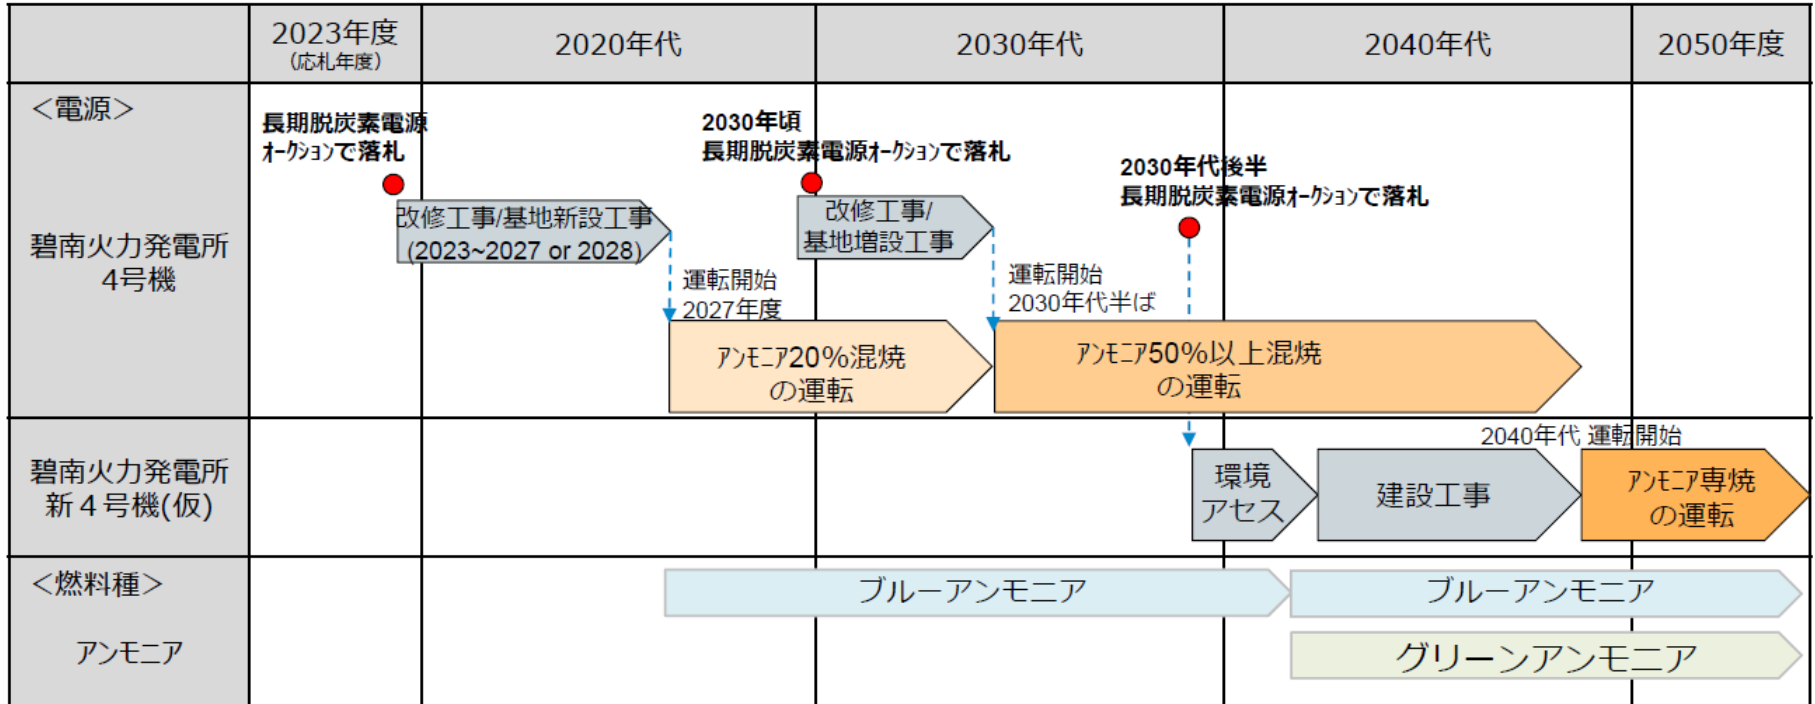 2023年度
(応札年度)
2020年代
2030年代
2040年代
2050年度
＜電源＞
碧南火力発電所
4号機
長期脱炭素電源
ｵｰｸｼｮﾝで落札
改修工事/基地新設工事
(2023~2027 or 2028)
運転開始
2027年度
ｱﾝﾓﾆｱ20%混焼
の運転
2030年頃
長期脱炭素電源ｵｰｸｼｮﾝで落札
改修工事/
基地増設工事
運転開始
2030年代半ば
ｱﾝﾓﾆｱ50%以上混焼
の運転
2030年代後半
長期脱炭素電源ｵｰｸｼｮﾝで落札
碧南火力発電所
新４号機(仮)
環境
アセス
建設工事
2040年代 運転開始
ｱﾝﾓﾆｱ専焼
の運転
＜燃料種＞
アンモニア
ブルーアンモニア
ブルーアンモニア
グリーンアンモニア